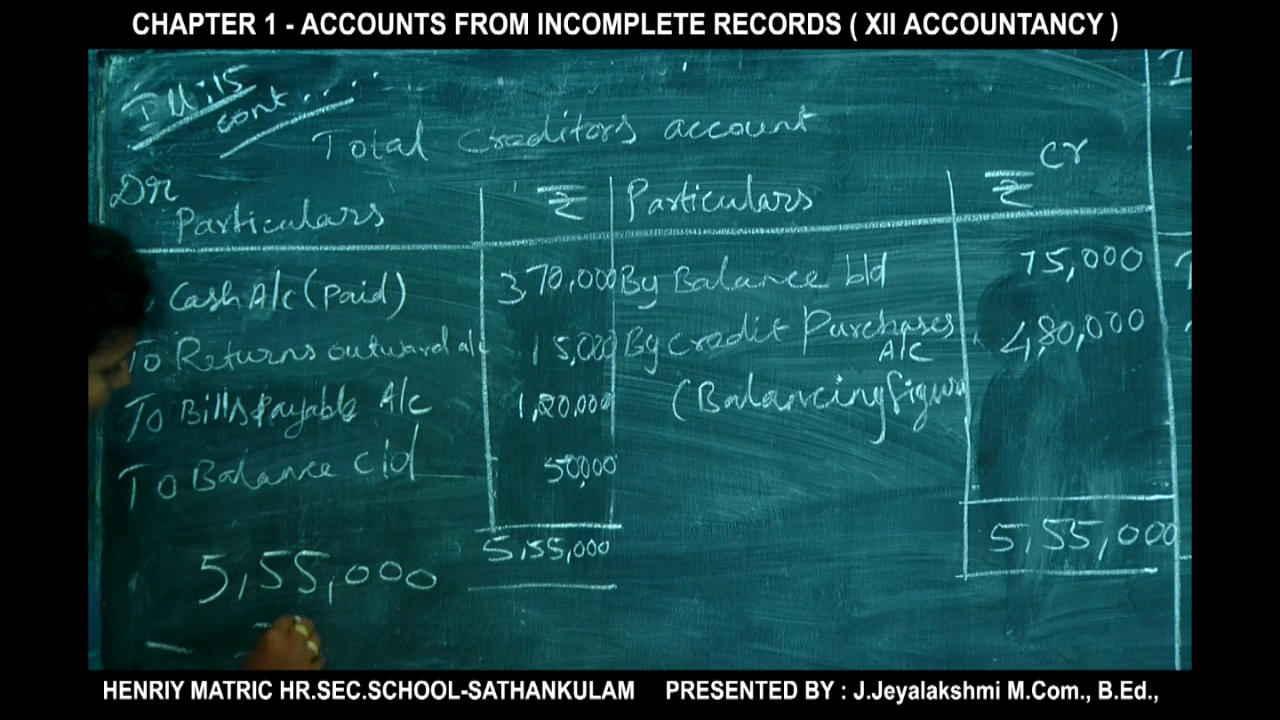 CHAPTER 1 - ACCOUNTS FROM INCOMPLETE RECORDS ( XII ACCOUNTANCY )
:15
cont....
Total Creditors account
Dr Cr
Particulars ₹ Particulars ₹
Cash A/c (Paid) 370,000 By Balance b/d 75,000
To Returns outward a/c 15,000 By credit Purchases A/c 4,80,000
To Bills Payable A/c 1,20,000 (Balancing figure
To Balance c/d 50,000
5,55,000 5,55,000
5,55,000
HENRIY MATRIC HR.SEC.SCHOOL-SATHANKULAM PRESENTED BY : J.Jeyalakshmi M.Com., B.Ed.,